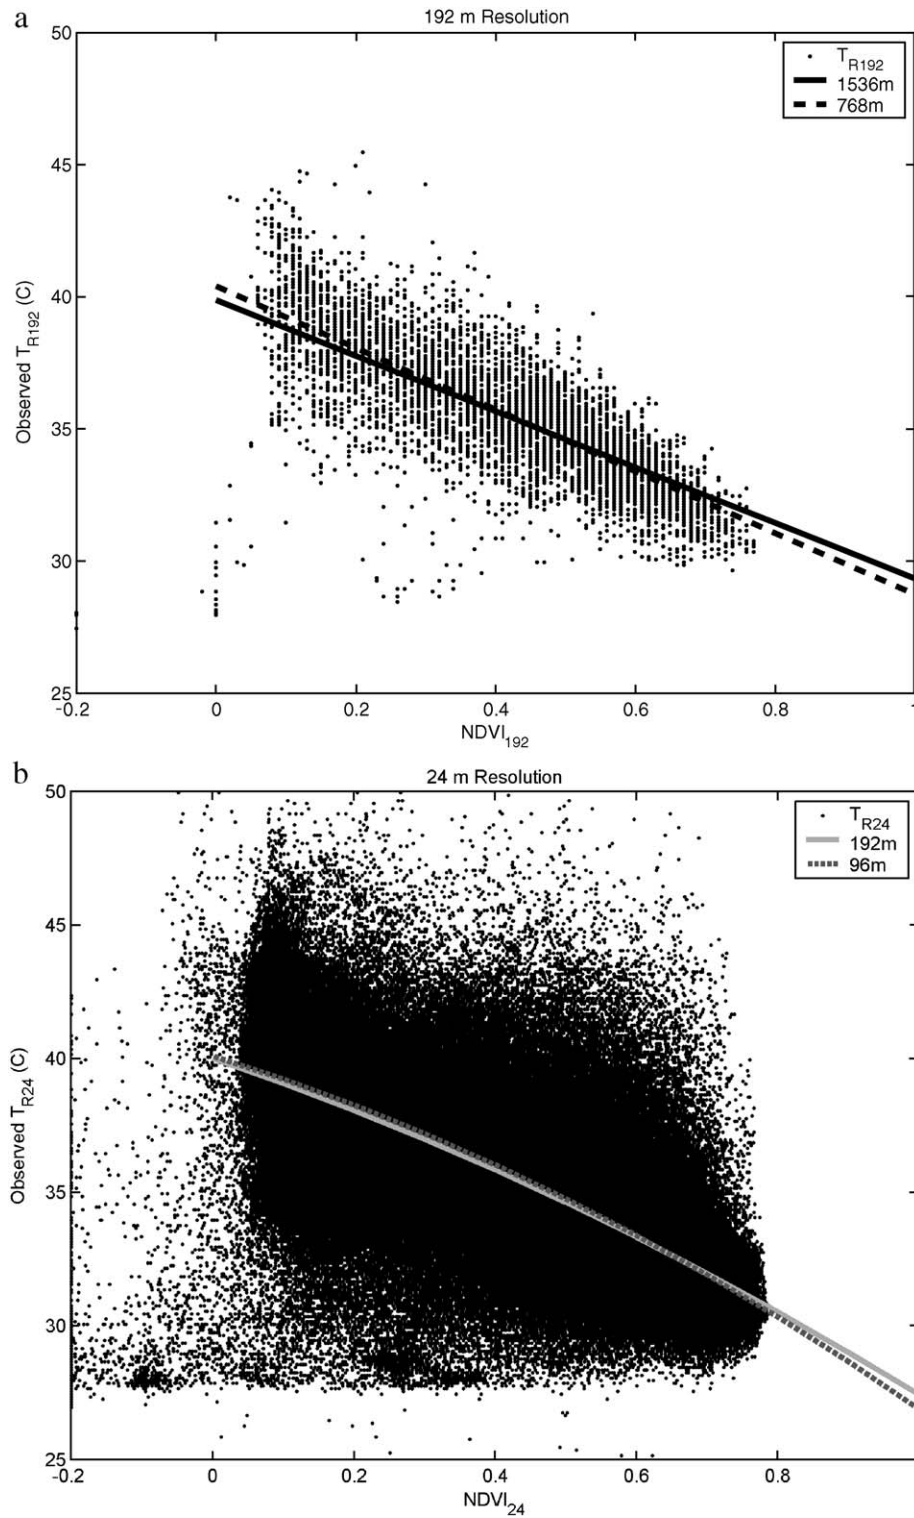 a
192 m Resolution
50
45
40
35
30
25
-0.2
0
0.2
0.4
0.6
0.8
1
Observed T_R192 (C)
NDVI_192
T_R192
1536m
768m
b
24 m Resolution
50
45
40
35
30
25
-0.2
0
0.2
0.4
0.6
0.8
Observed T_R24 (C)
NDVI_24
T_R24
192m
96m